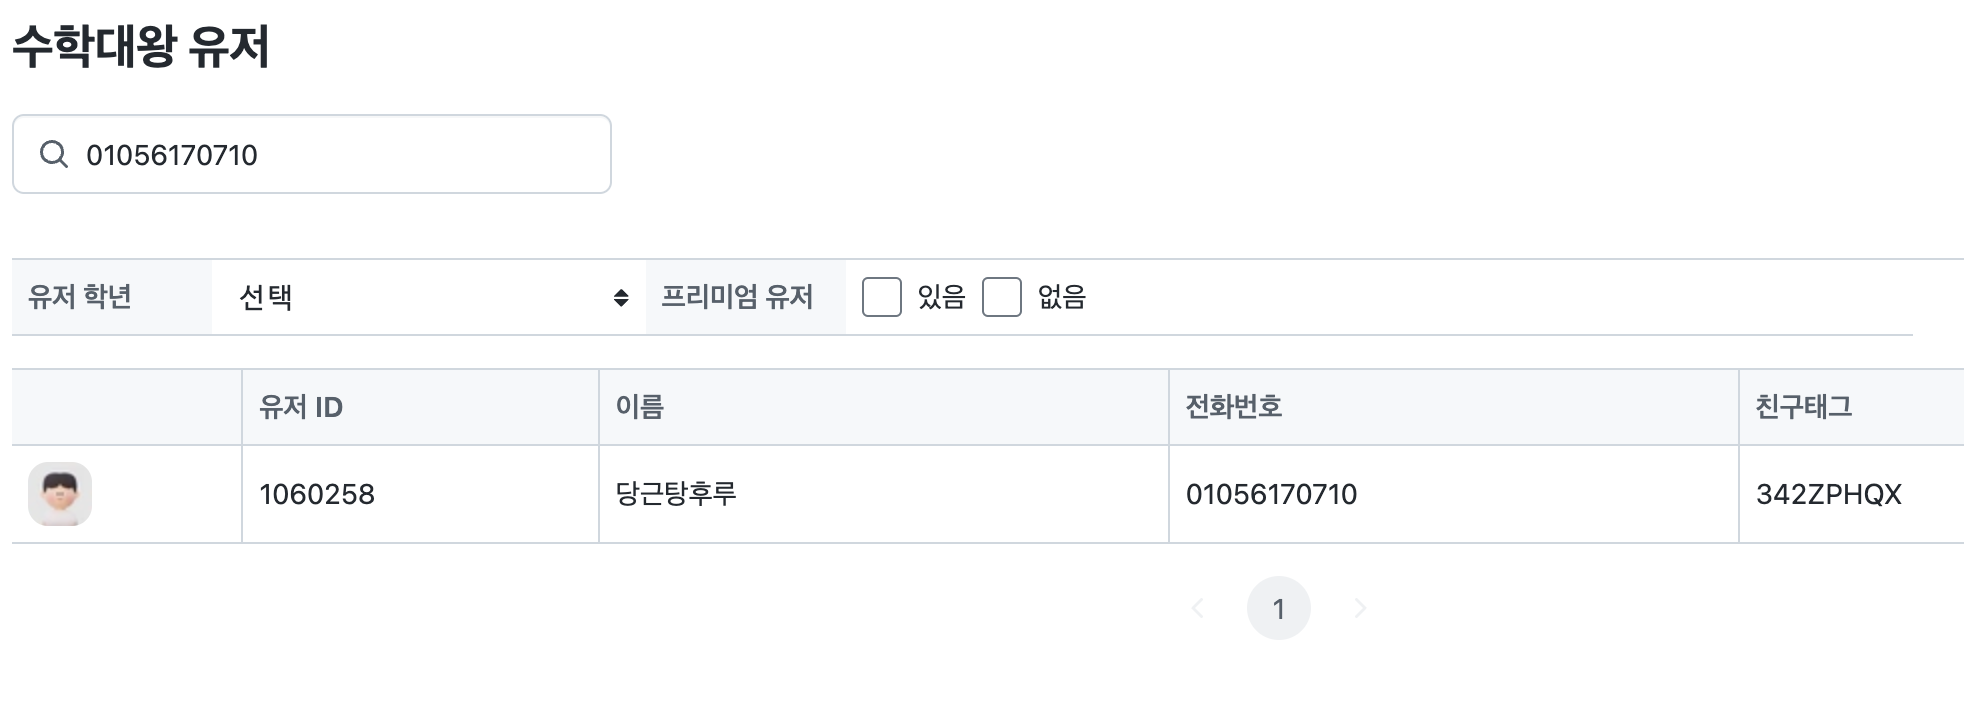 수학대왕 유저
01056170710
유저 학년 선택 프리미엄 유저 있음 없음
유저 ID 이름 전화번호 친구태그
1060258 당근탕후루 01056170710 342ZPHQX
1